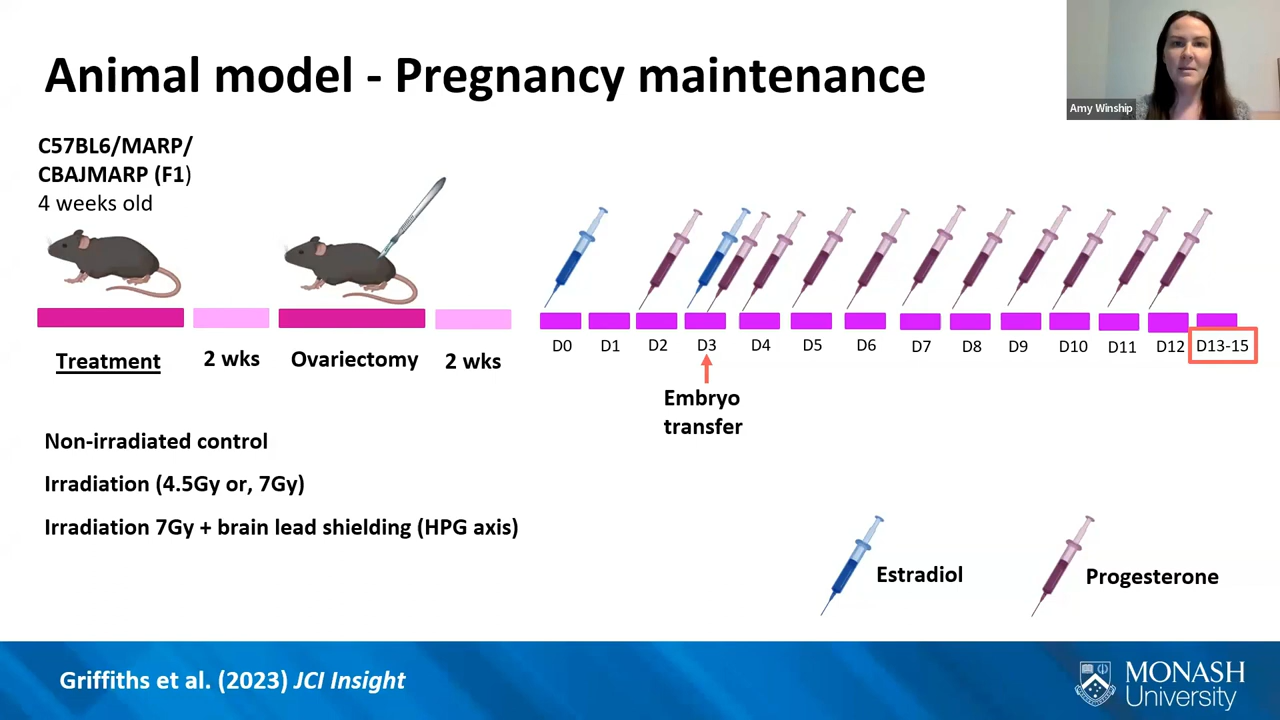 Animal model - Pregnancy maintenance
Amy Winship
C57BL6/MARP/
CBAJMARP (F1)
4 weeks old
Treatment
2 wks
Ovariectomy
2 wks
D0
D1
D2
D3
D4
D5
D6
D7
D8
D9
D10
D11
D12
D13-15
Embryo
transfer
Non-irradiated control
Irradiation (4.5Gy or, 7Gy)
Irradiation 7Gy + brain lead shielding (HPG axis)
Estradiol
Progesterone
Griffiths et al. (2023) JCI Insight
MONASH
University